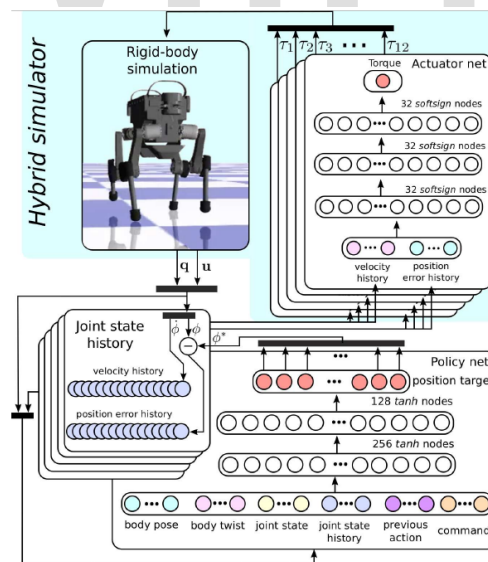 τ1 τ2 τ3 ••• τ12
Hybrid simulator
Rigid-body
simulation
Actuator net
Torque
32 softsign nodes
32 softsign nodes
32 softsign nodes
velocity
history
position
error history
q u
Joint state
history
ϕ̇ ϕ ϕ*
−
velocity history
position error history
Policy net
position target
128 tanh nodes
256 tanh nodes
body pose
body twist
joint state
joint state
history
previous
action
command